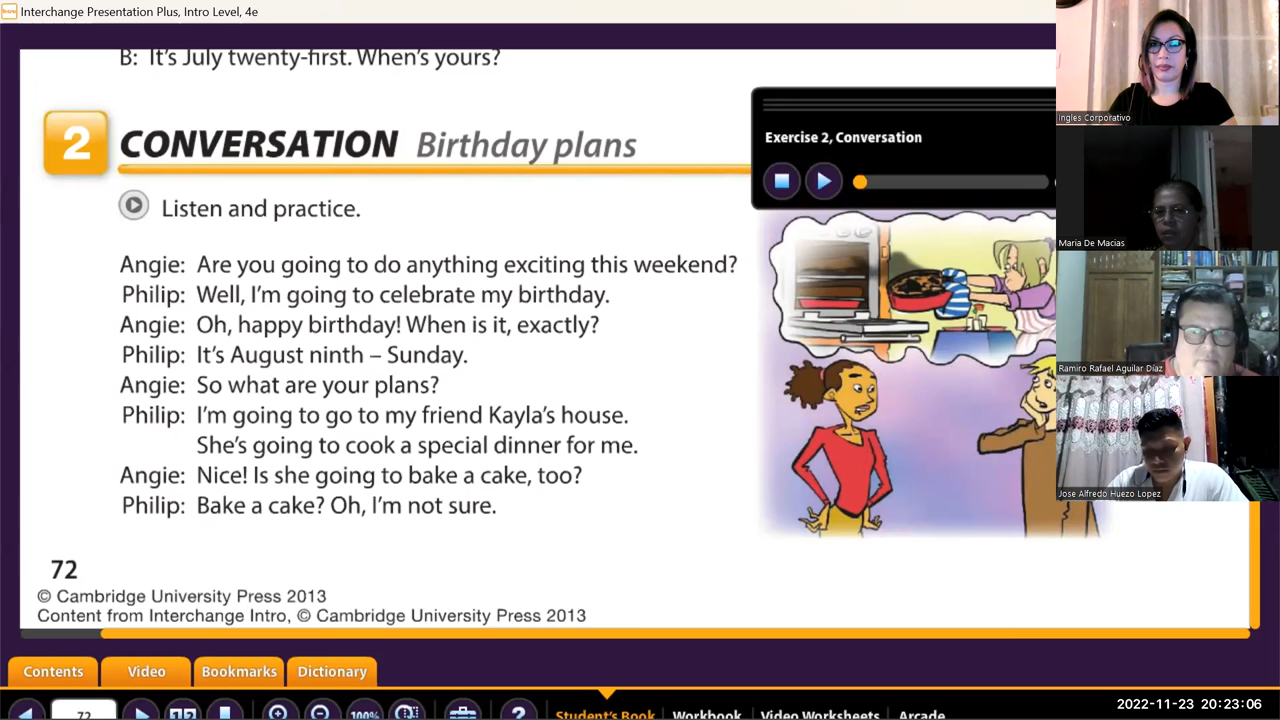 Interchange Presentation Plus, Intro Level, 4e
B: It's July twenty-first. When's yours?
2 CONVERSATION Birthday plans
Exercise 2, Conversation
Listen and practice.
Angie: Are you going to do anything exciting this weekend?
Philip: Well, I'm going to celebrate my birthday.
Angie: Oh, happy birthday! When is it, exactly?
Philip: It's August ninth – Sunday.
Angie: So what are your plans?
Philip: I'm going to go to my friend Kayla's house.
She's going to cook a special dinner for me.
Angie: Nice! Is she going to bake a cake, too?
Philip: Bake a cake? Oh, I'm not sure.
72
© Cambridge University Press 2013
Content from Interchange Intro, © Cambridge University Press 2013
Contents Video Bookmarks Dictionary
72 100% ?
Student's Book Workbook Video Worksheets Arcade
Ingles Corporativo
Maria De Macias
Ramiro Rafael Aguilar Díaz
Jose Alfredo Huezo Lopez
2022-11-23 20:23:06